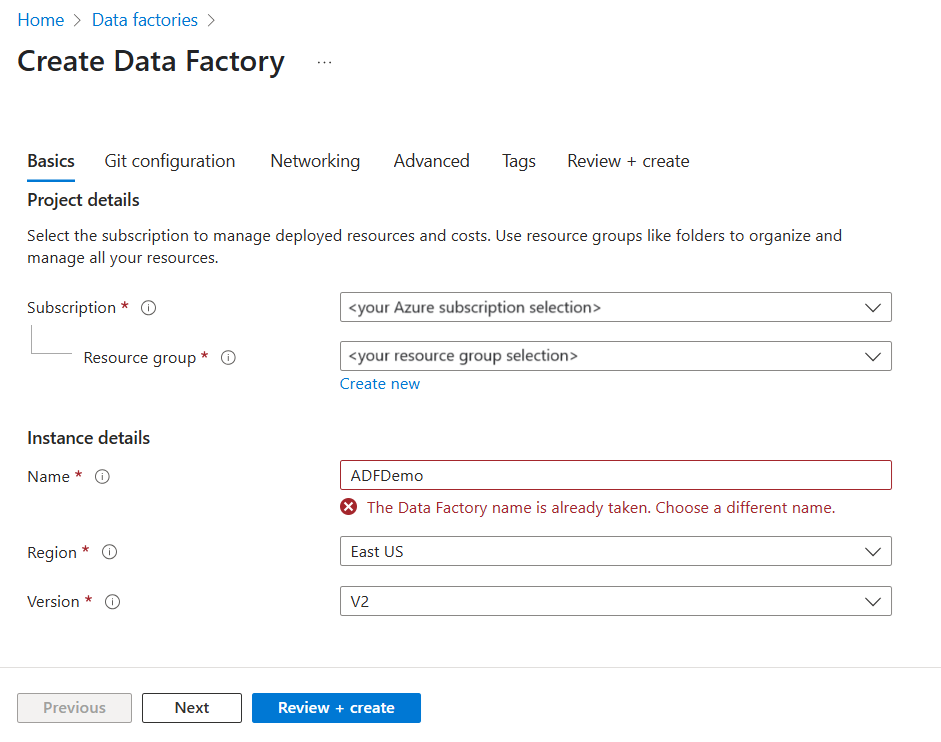 Home > Data factories >
Create Data Factory ...
Basics Git configuration Networking Advanced Tags Review + create
Project details
Select the subscription to manage deployed resources and costs. Use resource groups like folders to organize and
manage all your resources.
Subscription * <your Azure subscription selection>
Resource group * <your resource group selection>
Create new
Instance details
Name * ADFDemo
The Data Factory name is already taken. Choose a different name.
Region * East US
Version * V2
Previous Next Review + create